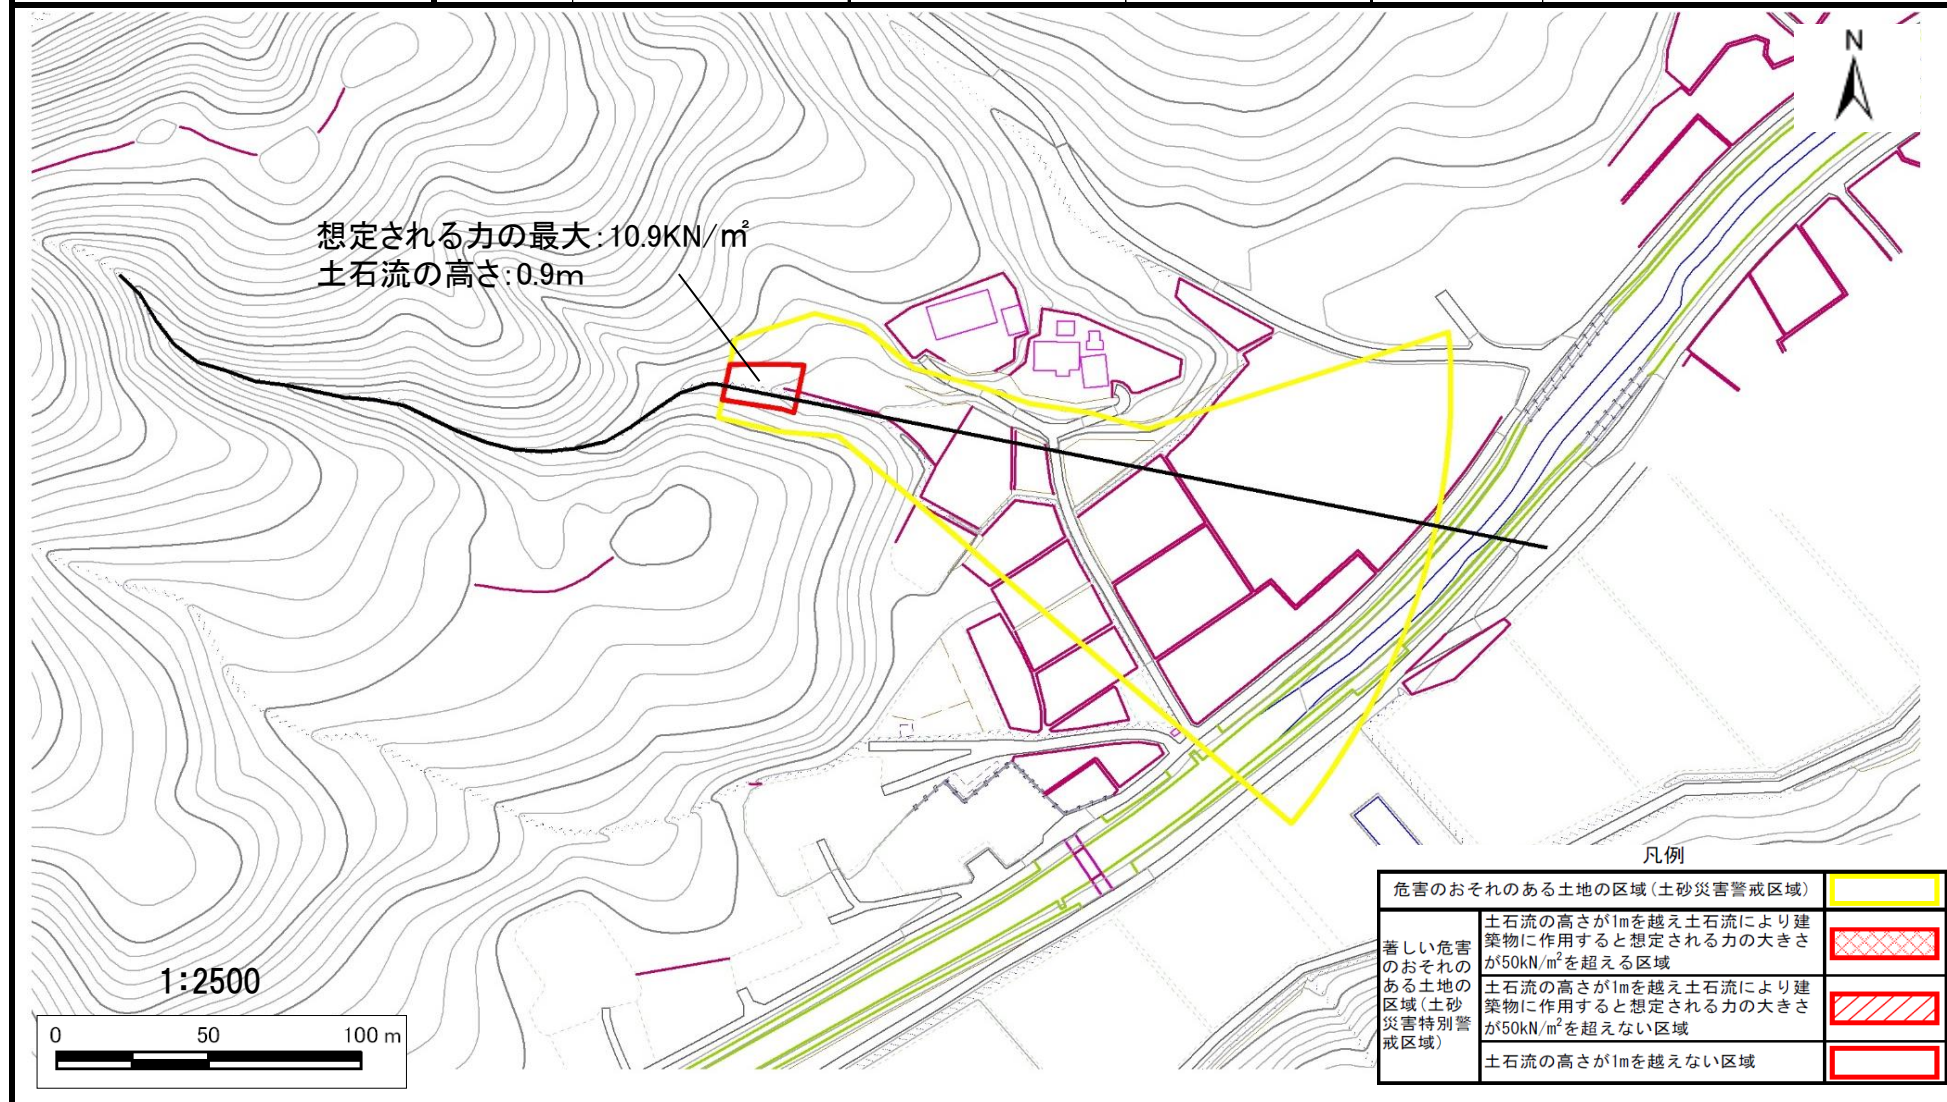 N
想定される力の最大：10.9KN/㎡
土石流の高さ：0.9m
1：2500
0 50 100 m
凡例
危害のおそれのある土地の区域（土砂災害警戒区域）
著しい危害
のおそれの
ある土地の
区域（土砂
災害特別警
戒区域）
土石流の高さが1mを越え土石流により建
築物に作用すると想定される力の大きさ
が50kN/m²を超える区域
土石流の高さが1mを越え土石流により建
築物に作用すると想定される力の大きさ
が50kN/m²を超えない区域
土石流の高さが1mを越えない区域